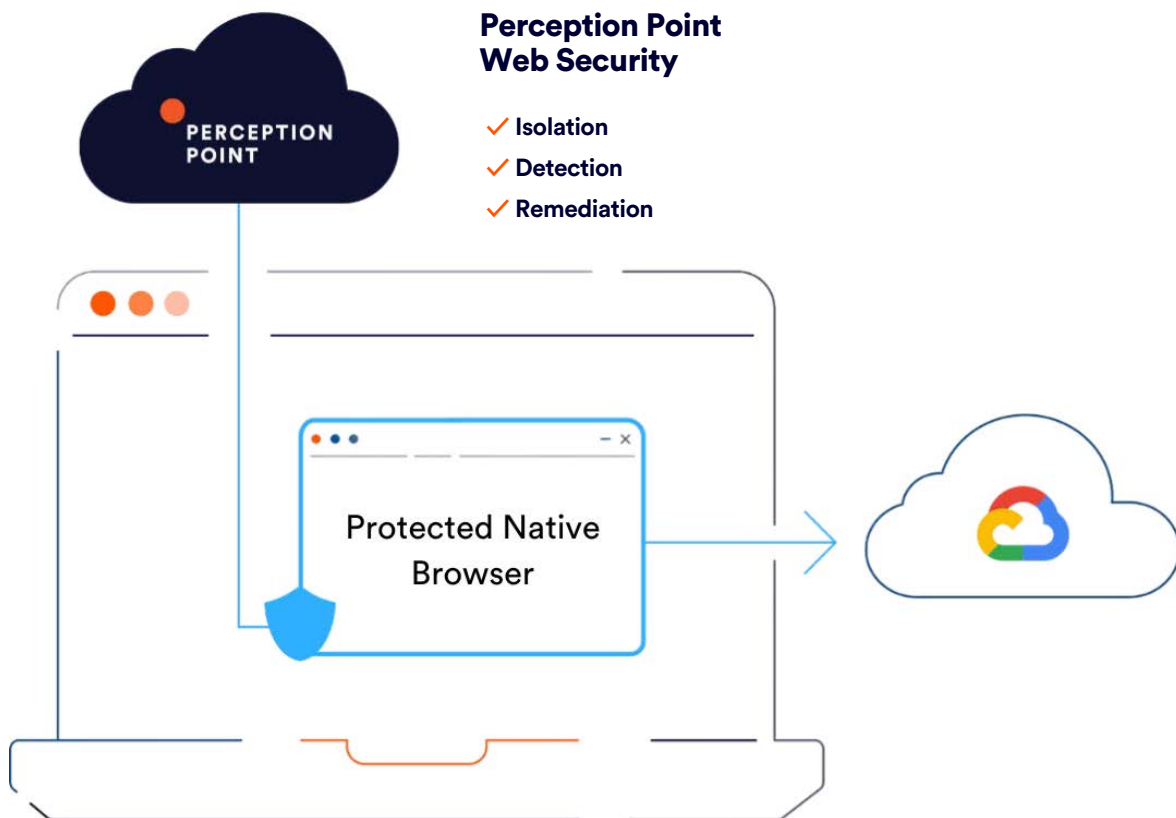 Perception Point
Web Security
Isolation
Detection
Remediation
PERCEPTION
POINT
Protected Native
Browser